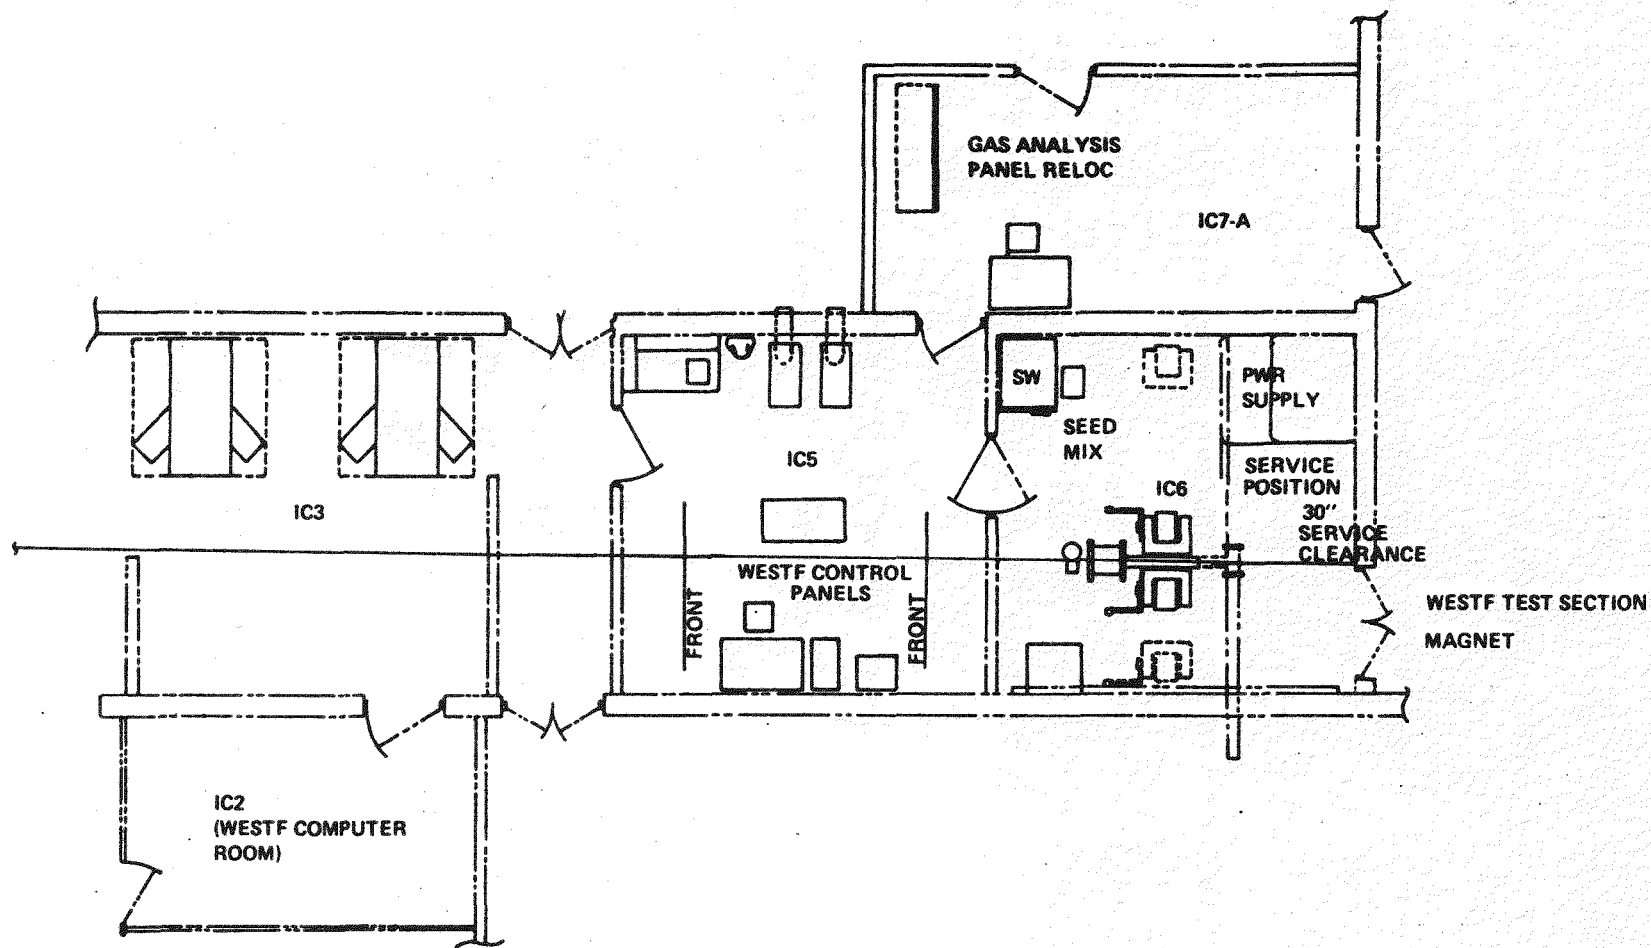 GAS ANALYSIS
PANEL RELOC
IC7-A
SW
PWR
SUPPLY
SEED
MIX
IC5
SERVICE
POSITION
30''
SERVICE
CLEARANCE
IC6
IC3
WESTF CONTROL
PANELS
FRONT
FRONT
WESTF TEST SECTION
MAGNET
IC2
(WESTF COMPUTER
ROOM)